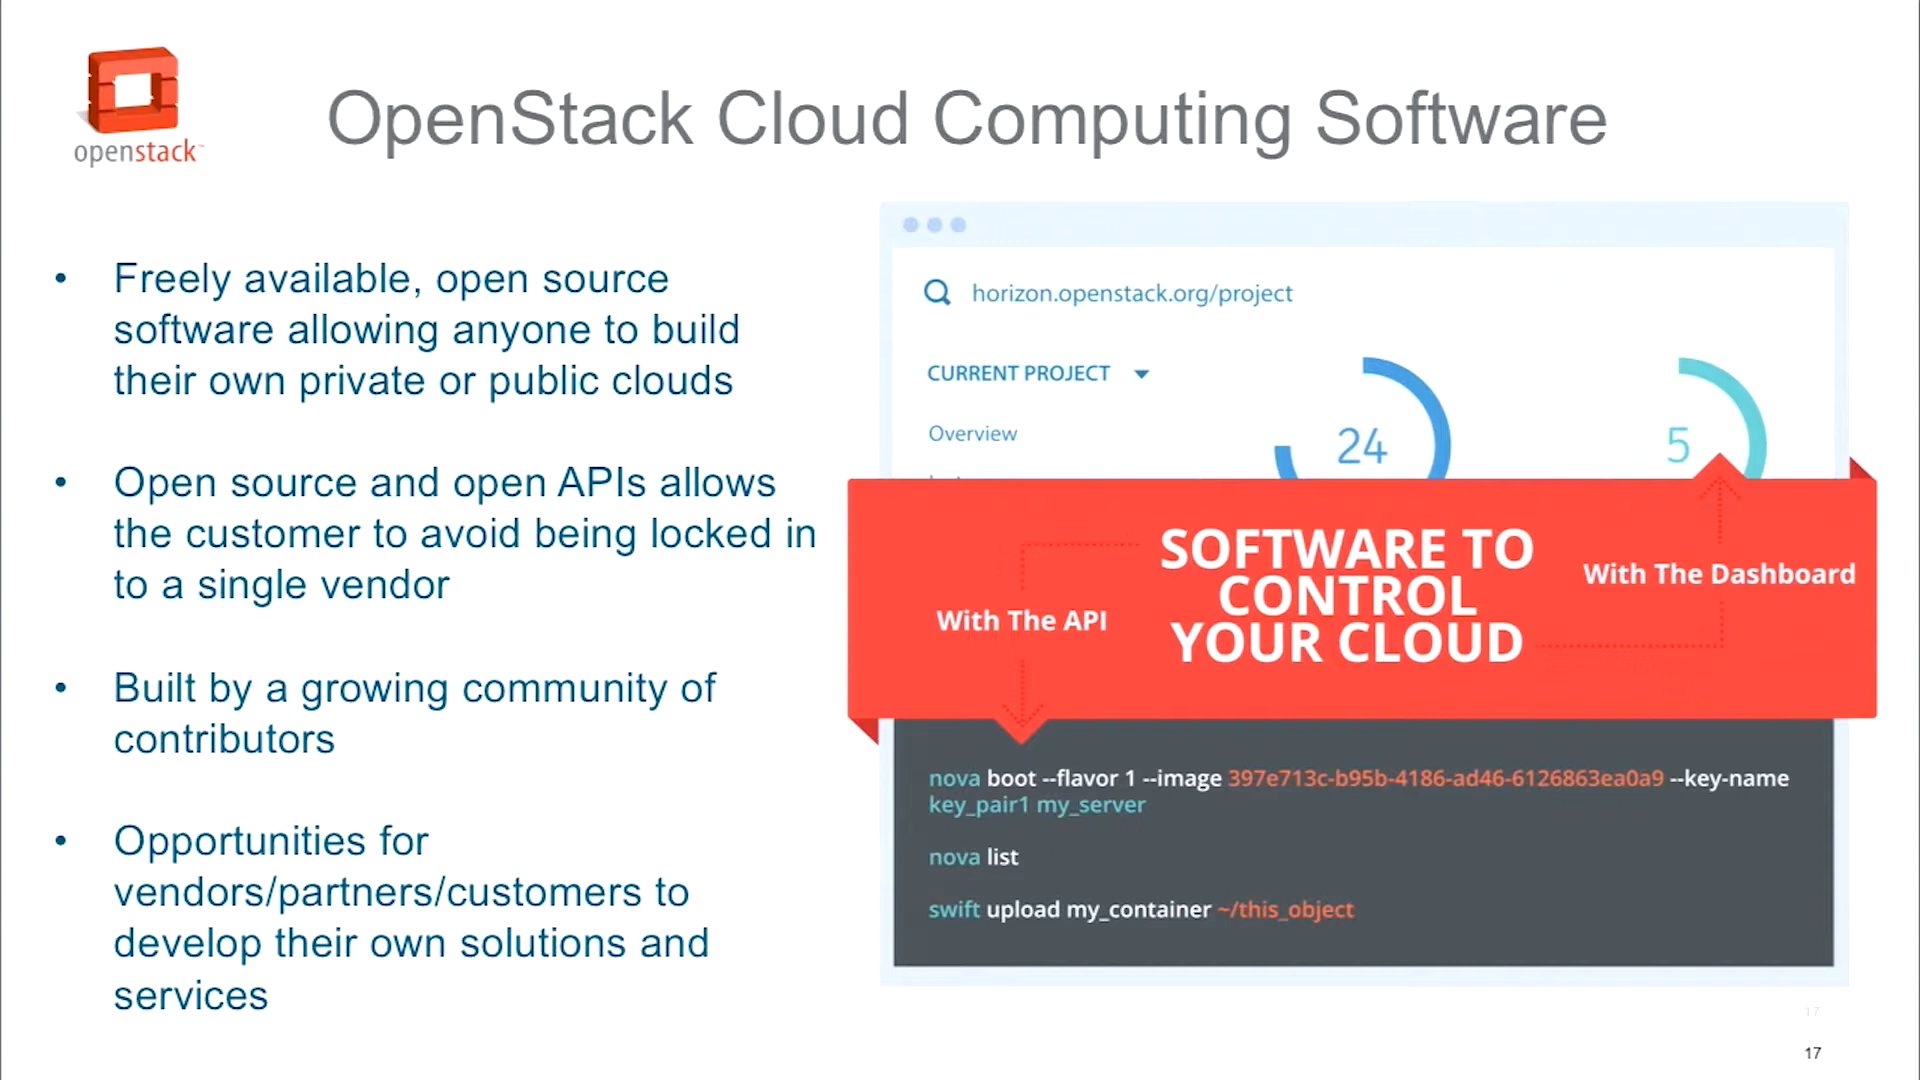 openstack
OpenStack Cloud Computing Software
• Freely available, open source
software allowing anyone to build
their own private or public clouds
• Open source and open APIs allows
the customer to avoid being locked in
to a single vendor
• Built by a growing community of
contributors
• Opportunities for
vendors/partners/customers to
develop their own solutions and
services
horizon.openstack.org/project
CURRENT PROJECT
Overview
24
5
SOFTWARE TO
CONTROL
YOUR CLOUD
With The API
With The Dashboard
nova boot --flavor 1 --image 397e713c-b95b-4186-ad46-6126863ea0a9 --key-name
key_pair1 my_server
nova list
swift upload my_container ~/this_object
17
17